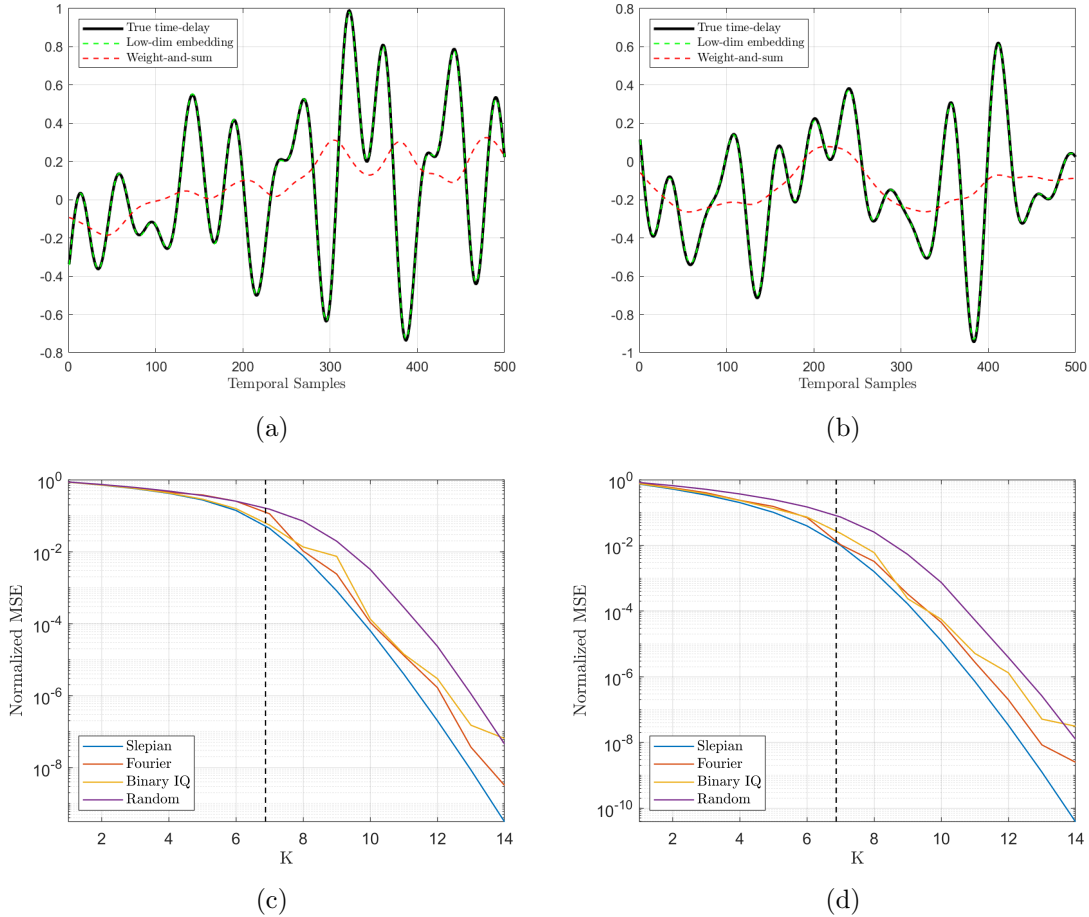 True time-delay
Low-dim embedding
Weight-and-sum
1
0.8
0.6
0.4
0.2
0
-0.2
-0.4
-0.6
-0.8
0
100
200
300
400
500
Temporal Samples
(a)
True time-delay
Low-dim embedding
Weight-and-sum
0.8
0.6
0.4
0.2
0
-0.2
-0.4
-0.6
-0.8
-1
0
100
200
300
400
500
Temporal Samples
(b)
Normalized MSE
10^0
10^-2
10^-4
10^-6
10^-8
Slepian
Fourier
Binary IQ
Random
2
4
6
8
10
12
14
K
(c)
Normalized MSE
10^0
10^-2
10^-4
10^-6
10^-8
10^-10
Slepian
Fourier
Binary IQ
Random
2
4
6
8
10
12
14
K
(d)